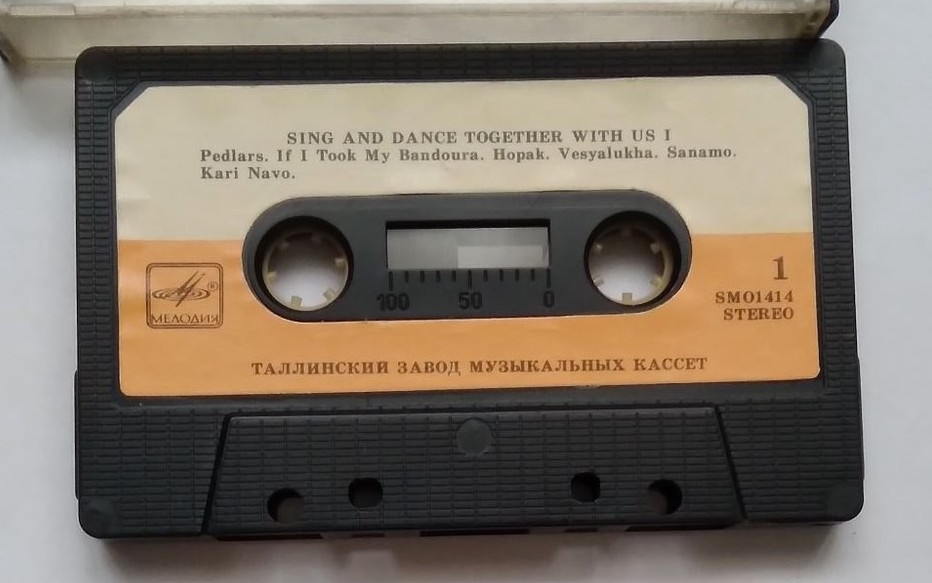 SING AND DANCE TOGETHER WITH US I
Pedlars. If I Took My Bandoura. Hopak. Vesyalukha. Sanamo.
Kari Navo.
100 50 0
1
SMO1414
STEREO
®
МЕЛОДИЯ
ТАЛЛИНСКИЙ ЗАВОД МУЗЫКАЛЬНЫХ КАССЕТ